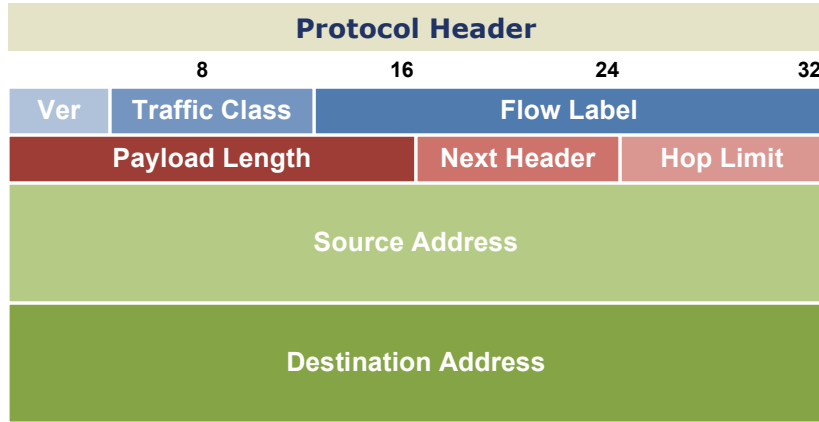 Protocol Header
8 16 24 32
Ver Traffic Class Flow Label
Payload Length Next Header Hop Limit
Source Address
Destination Address